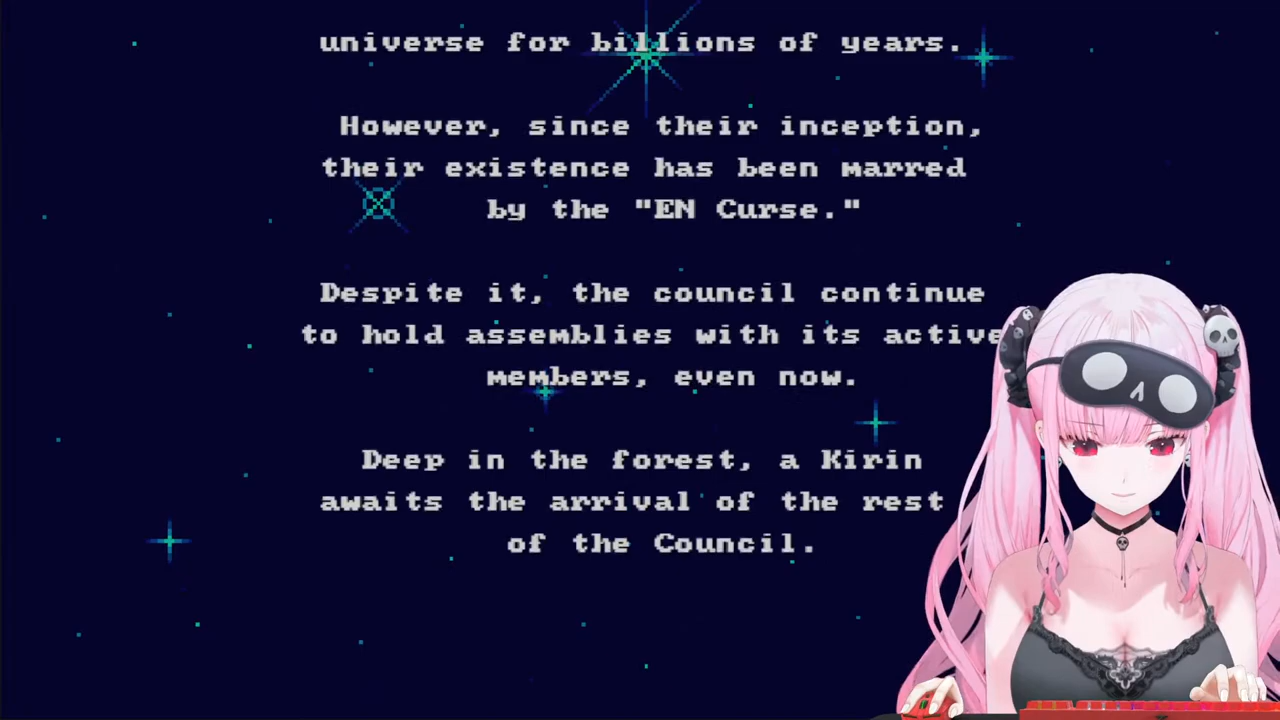 universe for billions of years.
However, since their inception,
their existence has been marred
by the "EN Curse."
Despite it, the council continue
to hold assemblies with its active
members, even now.
Deep in the forest, a Kirin
awaits the arrival of the rest
of the Council.